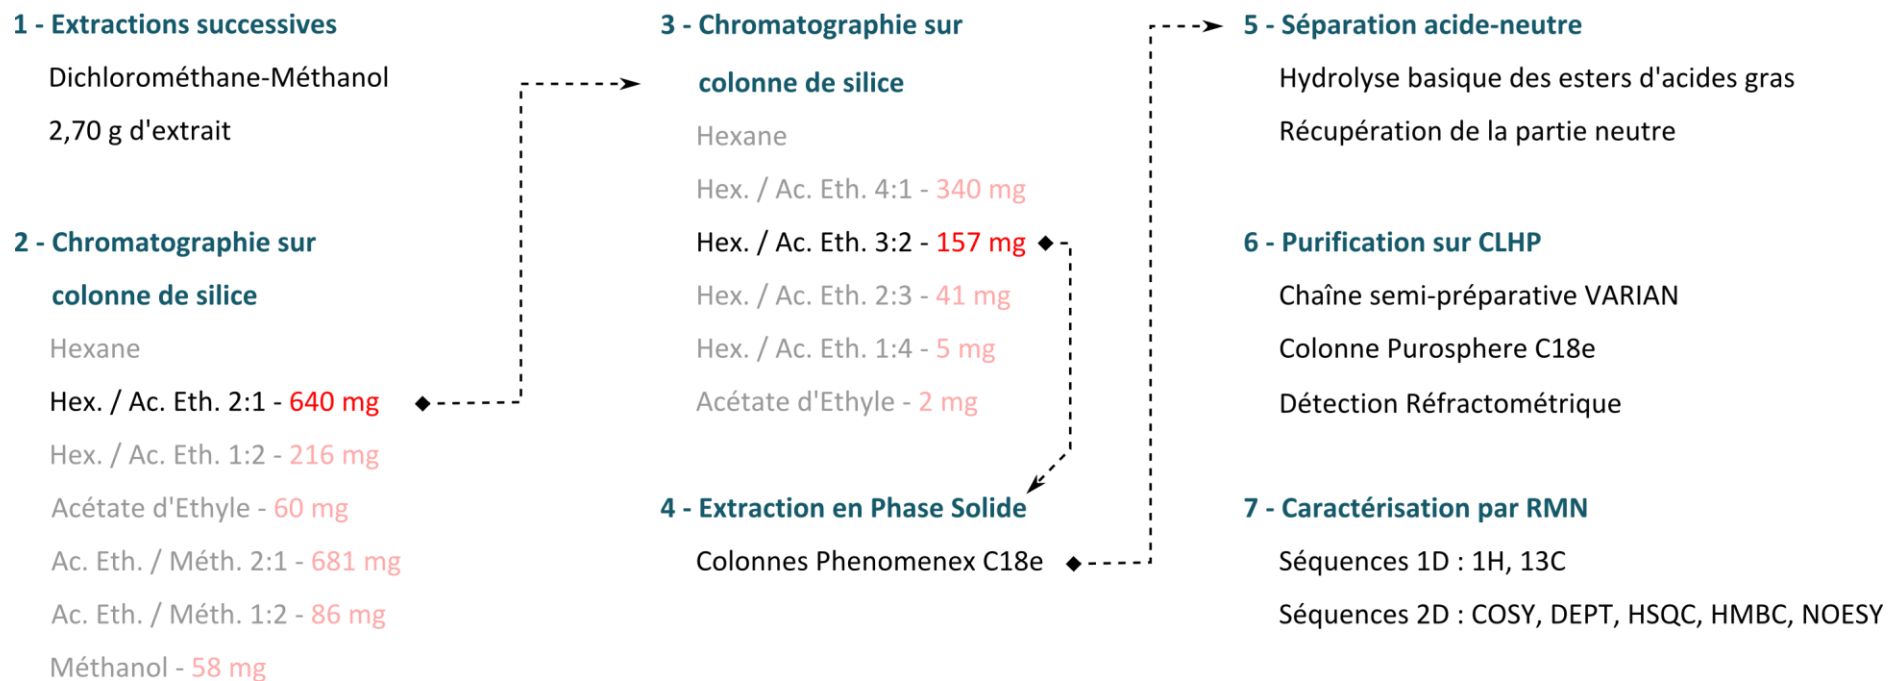 1 - Extractions successives
Dichlorométhane-Méthanol
2,70 g d'extrait
2 - Chromatographie sur
colonne de silice
Hexane
Hex. / Ac. Eth. 2:1 - 640 mg
Hex. / Ac. Eth. 1:2 - 216 mg
Acétate d'Ethyle - 60 mg
Ac. Eth. / Méth. 2:1 - 681 mg
Ac. Eth. / Méth. 1:2 - 86 mg
Méthanol - 58 mg
3 - Chromatographie sur
colonne de silice
Hexane
Hex. / Ac. Eth. 4:1 - 340 mg
Hex. / Ac. Eth. 3:2 - 157 mg
Hex. / Ac. Eth. 2:3 - 41 mg
Hex. / Ac. Eth. 1:4 - 5 mg
Acétate d'Ethyle - 2 mg
4 - Extraction en Phase Solide
Colonnes Phenomenex C18e
5 - Séparation acide-neutre
Hydrolyse basique des esters d'acides gras
Récupération de la partie neutre
6 - Purification sur CLHP
Chaîne semi-préparative VARIAN
Colonne Purosphere C18e
Détection Réfractométrique
7 - Caractérisation par RMN
Séquences 1D : 1H, 13C
Séquences 2D : COSY, DEPT, HSQC, HMBC, NOESY